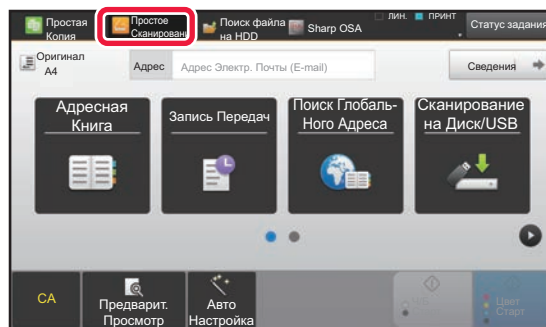 Простая
Копия
Простое
Сканирован
Поиск файла
на HDD
Sharp OSA
ЛИН.
ПРИНТ
Статус задания
Оригинал
A4
Адрес
Адрес Электр. Почты (E-mail)
Сведения
Адресная
Книга
Запись Передач
Поиск Глобаль-
Ного Адреса
Сканирование
на Диск/USB
CA
Предварит.
Просмотр
Авто
Настройка
Ч/Б
Старт
Цвет
Старт